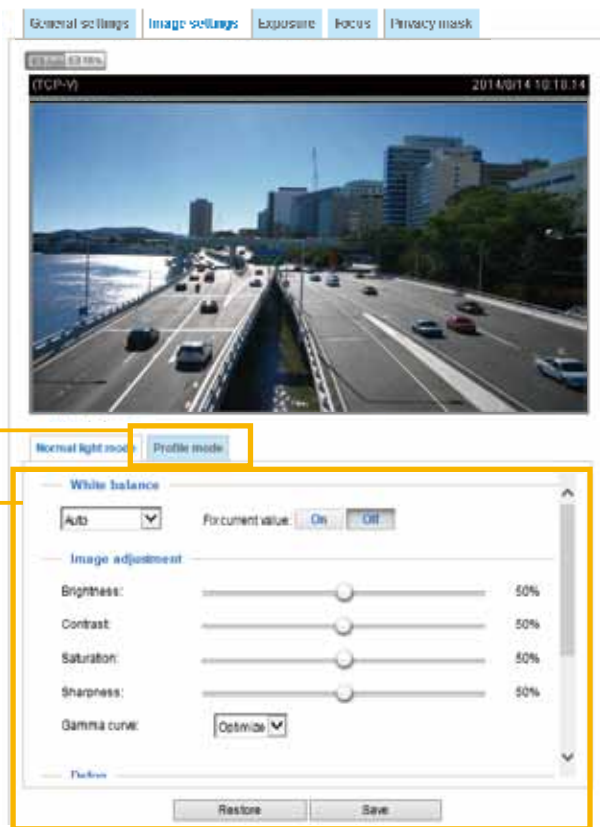 General settings Image settings Exposure Focus Privacy mask
(TCP-V) 2014/8/14 10:18:14
Normal light mode Profile mode
White balance
Auto Fix current value: On Off
Image adjustment
Brightness: 50%
Contrast: 50%
Saturation: 50%
Sharpness: 50%
Gamma curve: Optimize
Defog
Restore Save